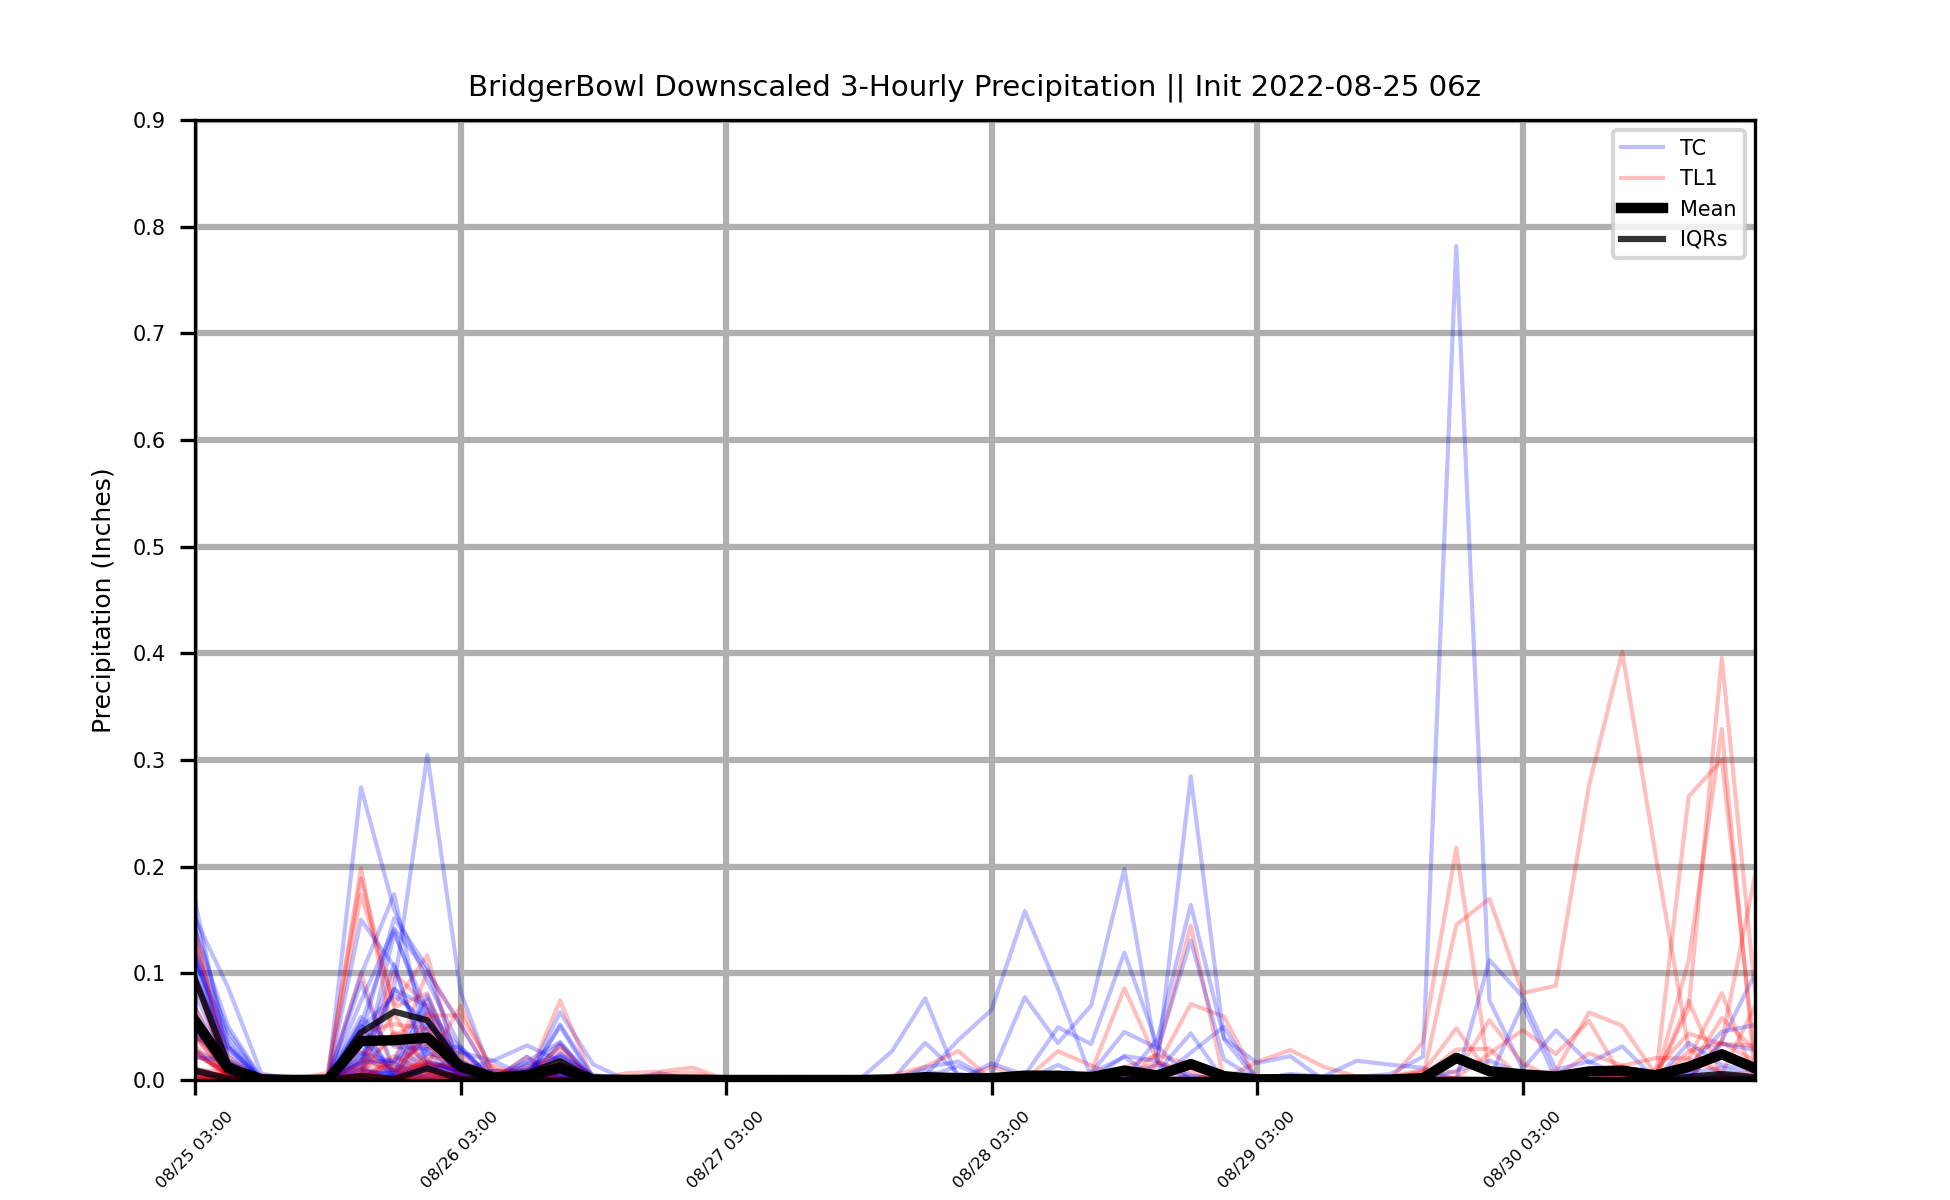 BridgerBowl Downscaled 3-Hourly Precipitation || Init 2022-08-25 06z
TC
TL1
Mean
IQRs
Precipitation (Inches)
0.9
0.8
0.7
0.6
0.5
0.4
0.3
0.2
0.1
0.0
08/25 03:00
08/26 03:00
08/27 03:00
08/28 03:00
08/29 03:00
08/30 03:00